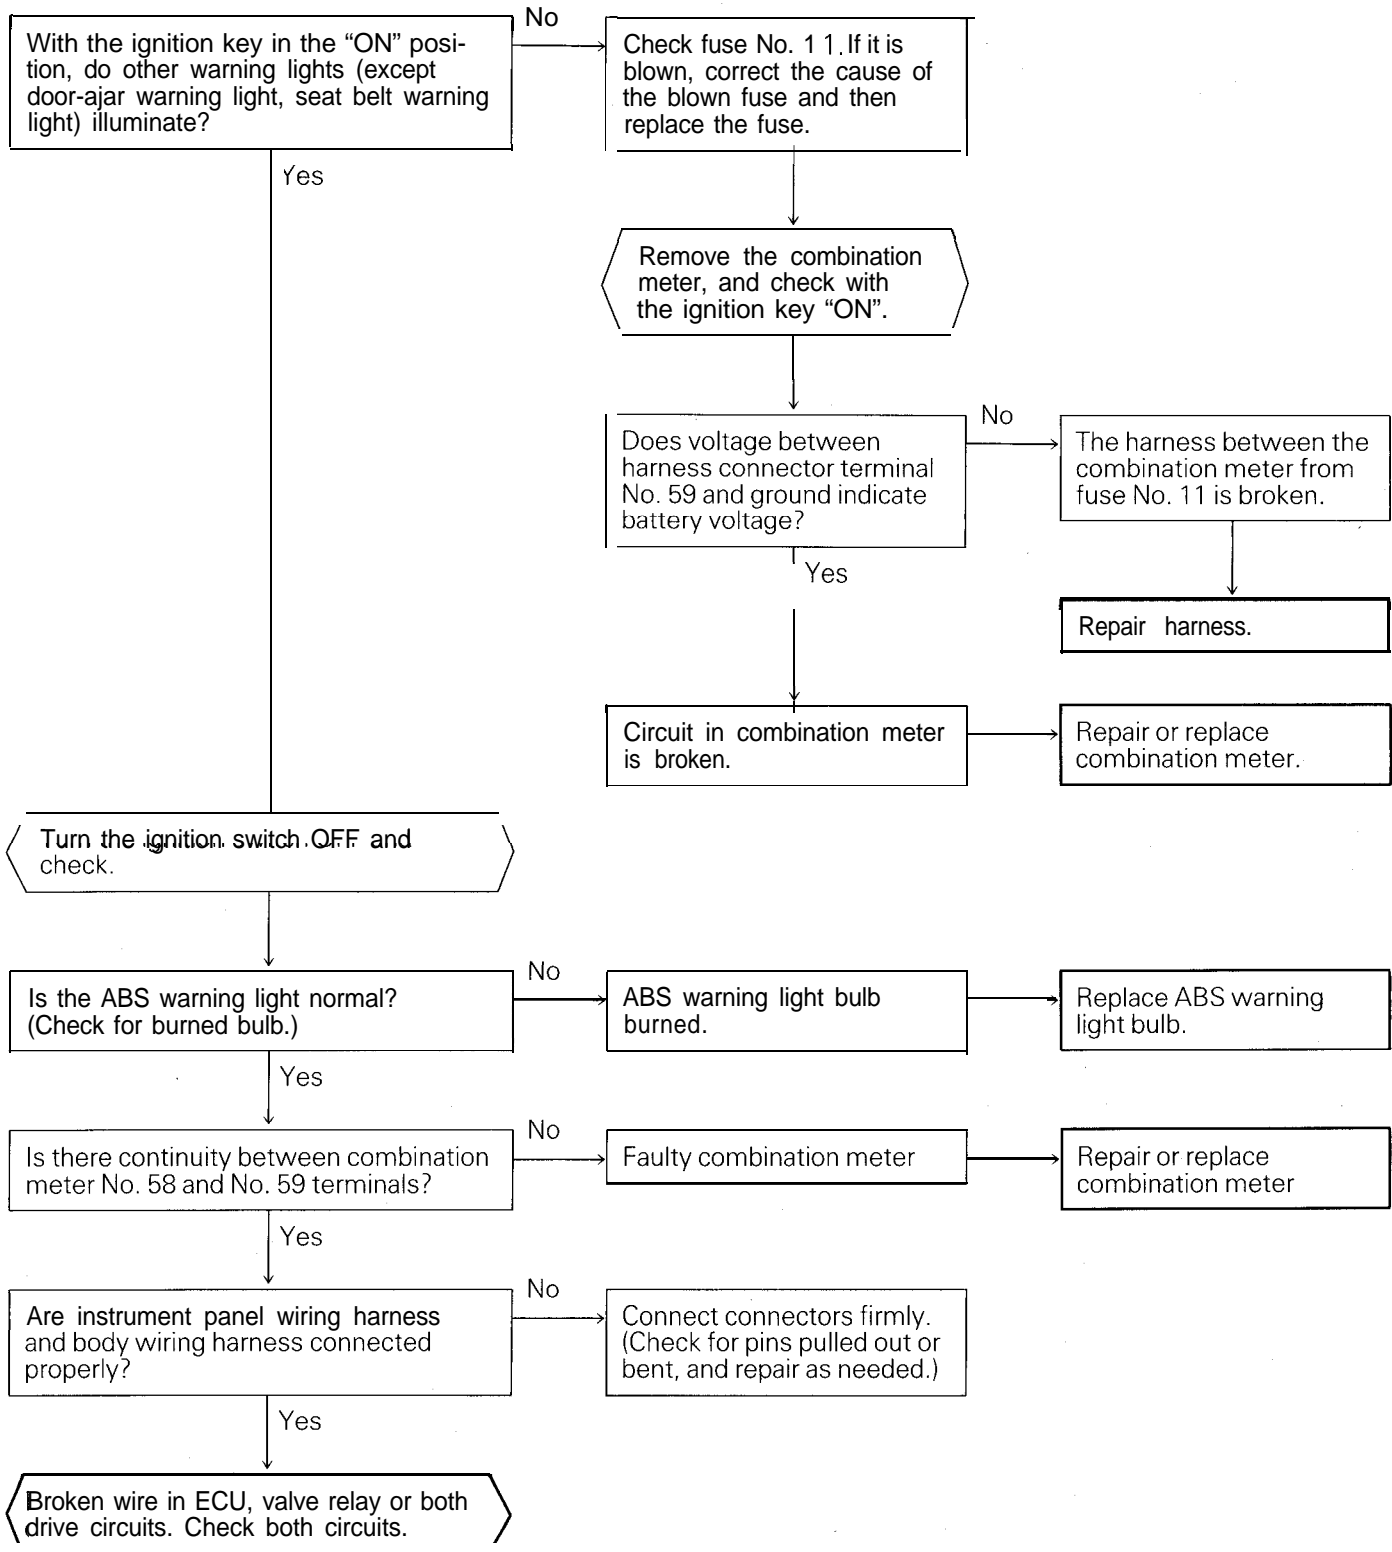 With the ignition key in the “ON” posi-
tion, do other warning lights (except
door-ajar warning light, seat belt warning
light) illuminate?
No
Check fuse No. 11. If it is
blown, correct the cause of
the blown fuse and then
replace the fuse.
Yes
Remove the combination
meter, and check with
the ignition key “ON”.
Does voltage between
harness connector terminal
No. 59 and ground indicate
battery voltage?
No
The harness between the
combination meter from
fuse No. 11 is broken.
Yes
Repair harness.
Circuit in combination meter
is broken.
Repair or replace
combination meter.
Turn the ignition switch OFF and
check.
Is the ABS warning light normal?
(Check for burned bulb.)
No
ABS warning light bulb
burned.
Replace ABS warning
light bulb.
Yes
Is there continuity between combination
meter No. 58 and No. 59 terminals?
No
Faulty combination meter
Repair or replace
combination meter
Yes
Are instrument panel wiring harness
and body wiring harness connected
properly?
No
Connect connectors firmly.
(Check for pins pulled out or
bent, and repair as needed.)
Yes
Broken wire in ECU, valve relay or both
drive circuits. Check both circuits.